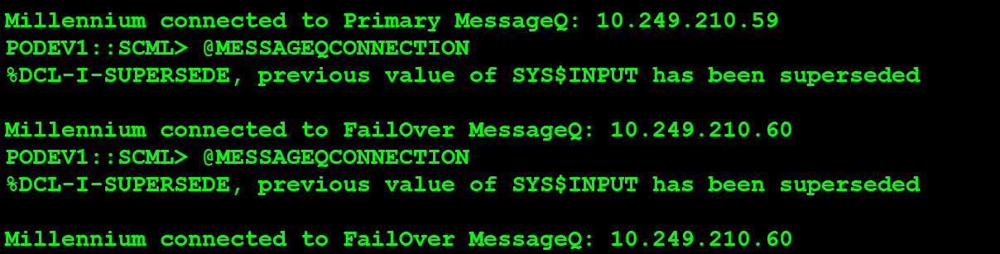 Millennium connected to Primary MessageQ: 10.249.210.59
PODEV1::SCML> @MESSAGEQCONNECTION
%DCL-I-SUPERSEDE, previous value of SYS$INPUT has been superseded
Millennium connected to FailOver MessageQ: 10.249.210.60
PODEV1::SCML> @MESSAGEQCONNECTION
%DCL-I-SUPERSEDE, previous value of SYS$INPUT has been superseded
Millennium connected to FailOver MessageQ: 10.249.210.60